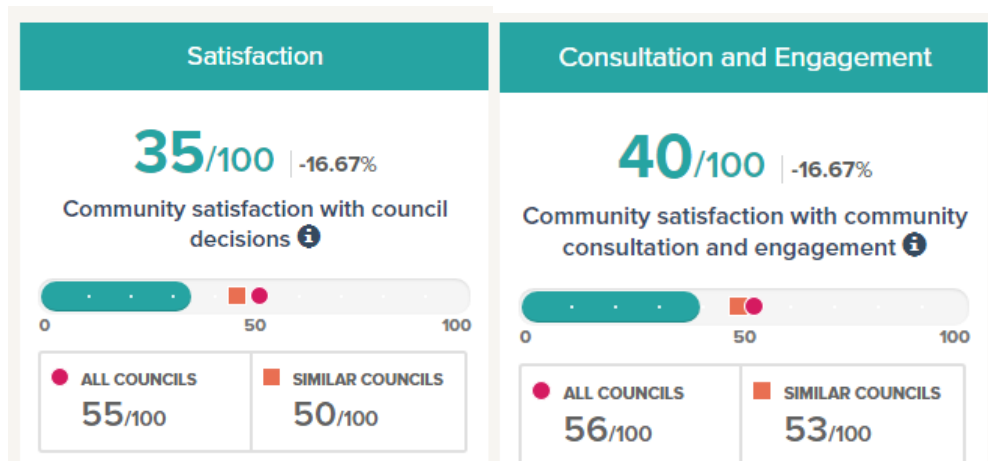 Satisfaction
35/100 -16.67%
Community satisfaction with council
decisions
0 50 100
ALL COUNCILS
55/100
SIMILAR COUNCILS
50/100
Consultation and Engagement
40/100 -16.67%
Community satisfaction with community
consultation and engagement
0 50 100
ALL COUNCILS
56/100
SIMILAR COUNCILS
53/100